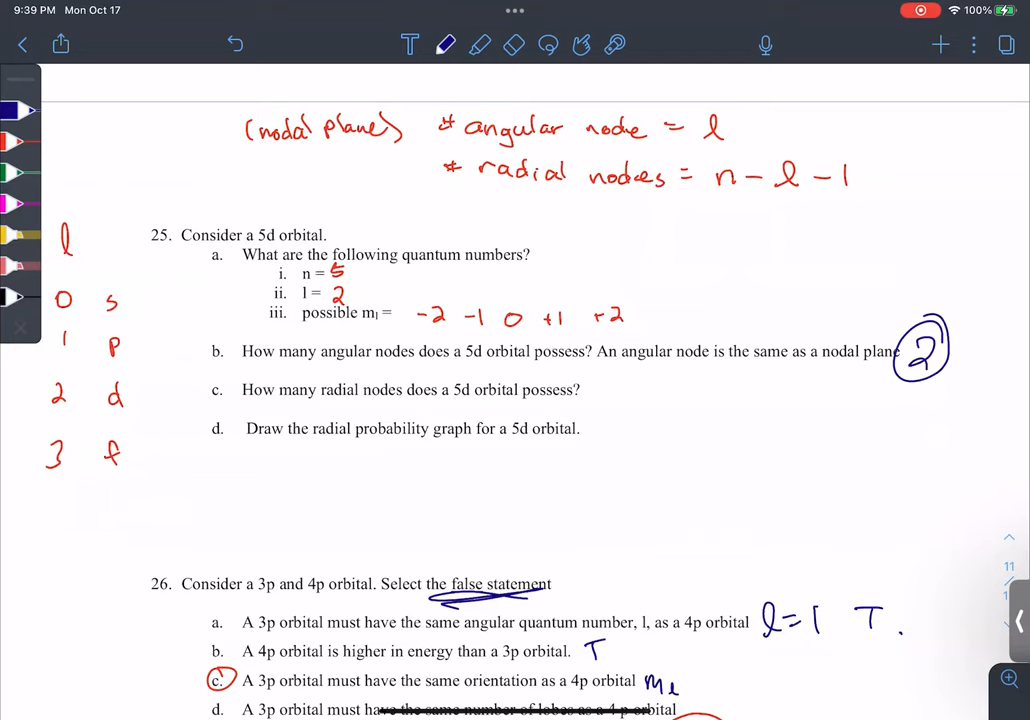 9:39 PM Mon Oct 17
100%
T
(nodal plane) * angular node = l
* radial nodes = n - l - 1
l
0 s
1 p
2 d
3 f
25. Consider a 5d orbital.
a. What are the following quantum numbers?
i. n = 5
ii. l = 2
iii. possible ml = -2 -1 0 +1 +2
b. How many angular nodes does a 5d orbital possess? An angular node is the same as a nodal plane 2
c. How many radial nodes does a 5d orbital possess?
d. Draw the radial probability graph for a 5d orbital.
26. Consider a 3p and 4p orbital. Select the false statement
a. A 3p orbital must have the same angular quantum number, l, as a 4p orbital l = 1 T.
b. A 4p orbital is higher in energy than a 3p orbital. T
c. A 3p orbital must have the same orientation as a 4p orbital ml
d. A 3p orbital must have the same number of lobes as a 4p orbital
11